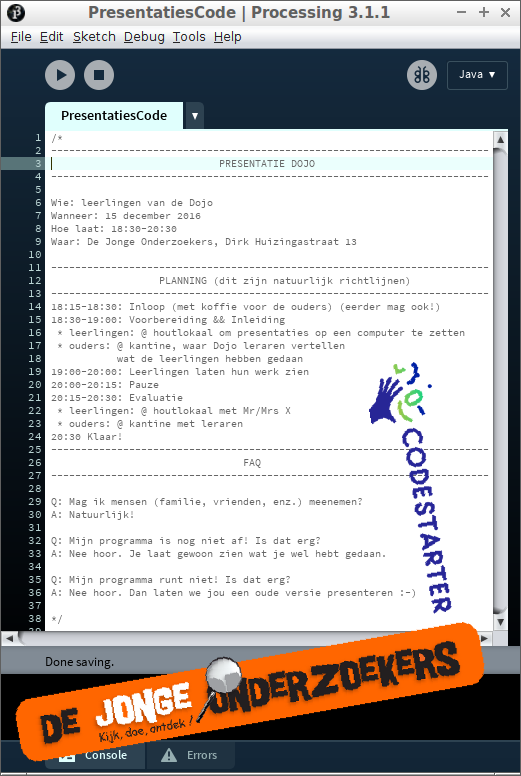 PresentatiesCode | Processing 3.1.1
File Edit Sketch Debug Tools Help
Java ▼
PresentatiesCode ▼
1 /*
2 ------------------------------------------------------------------------
3 PRESENTATIE DOJO
4 ------------------------------------------------------------------------
5
6 Wie: leerlingen van de Dojo
7 Wanneer: 15 december 2016
8 Hoe laat: 18:30-20:30
9 Waar: De Jonge Onderzoekers, Dirk Huizingastraat 13
10
11 ------------------------------------------------------------------------
12 PLANNING (dit zijn natuurlijk richtlijnen)
13 ------------------------------------------------------------------------
14 18:15-18:30: Inloop (met koffie voor de ouders) (eerder mag ook!)
15 18:30-19:00: Voorbereiding && Inleiding
16 * leerlingen: @ houtlokaal om presentaties op een computer te zetten
17 * ouders: @ kantine, waar Dojo leraren vertellen
18 wat de leerlingen hebben gedaan
19 19:00-20:00: Leerlingen laten hun werk zien
20 20:00-20:15: Pauze
21 20:15-20:30: Evaluatie
22 * leerlingen: @ houtlokaal met Mr/Mrs X
23 * ouders: @ kantine met leraren
24 20:30 Klaar!
25 ------------------------------------------------------------------------
26 FAQ
27 ------------------------------------------------------------------------
28
29 Q: Mag ik mensen (familie, vrienden, enz.) meenemen?
30 A: Natuurlijk!
31
32 Q: Mijn programma is nog niet af! Is dat erg?
33 A: Nee hoor. Je laat gewoon zien wat je wel hebt gedaan.
34
35 Q: Mijn programma runt niet! Is dat erg?
36 A: Nee hoor. Dan laten we jou een oude versie presenteren :-)
37
38 */
39
CODESTARTER
Done saving.
DE JONGE ONDERZOEKERS
Kijk, doe, ontdek!
Console Errors